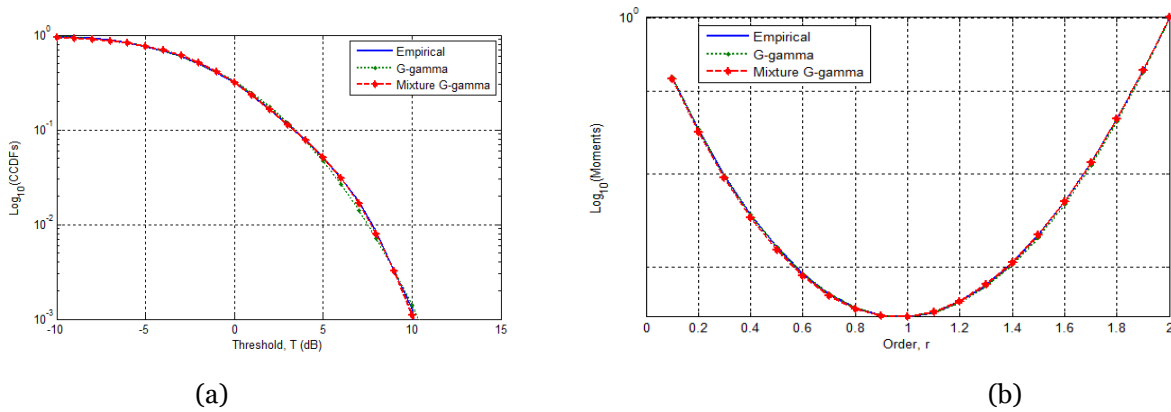 10^0
10^-1
10^-2
10^-3
Log10(CCDFs)
-10 -5 0 5 10 15
Threshold, T (dB)
Empirical
G-gamma
Mixture G-gamma
(a)
10^0
Log10(Moments)
0 0.2 0.4 0.6 0.8 1 1.2 1.4 1.6 1.8 2
Order, r
Empirical
G-gamma
Mixture G-gamma
(b)